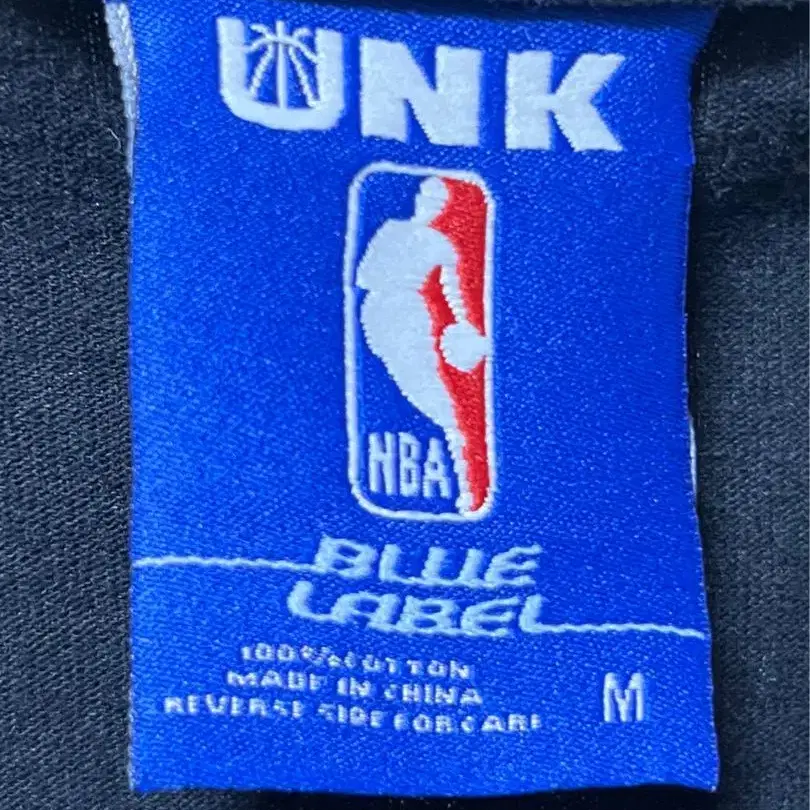 UNK
NBA
BLUE
LABEL
100% COTTON
MADE IN CHINA
REVERSE SIDE FOR CARE
M